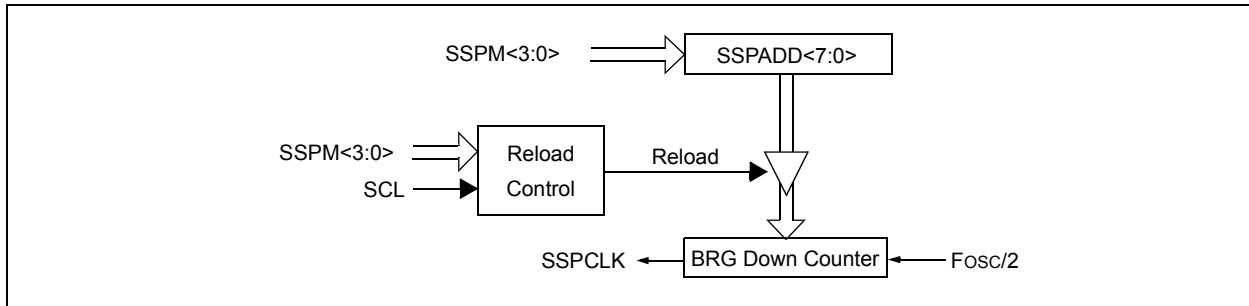 SSPM<3:0>
SSPADD<7:0>
SSPM<3:0>
SCL
Reload
Control
Reload
SSPCLK
BRG Down Counter
Fosc/2